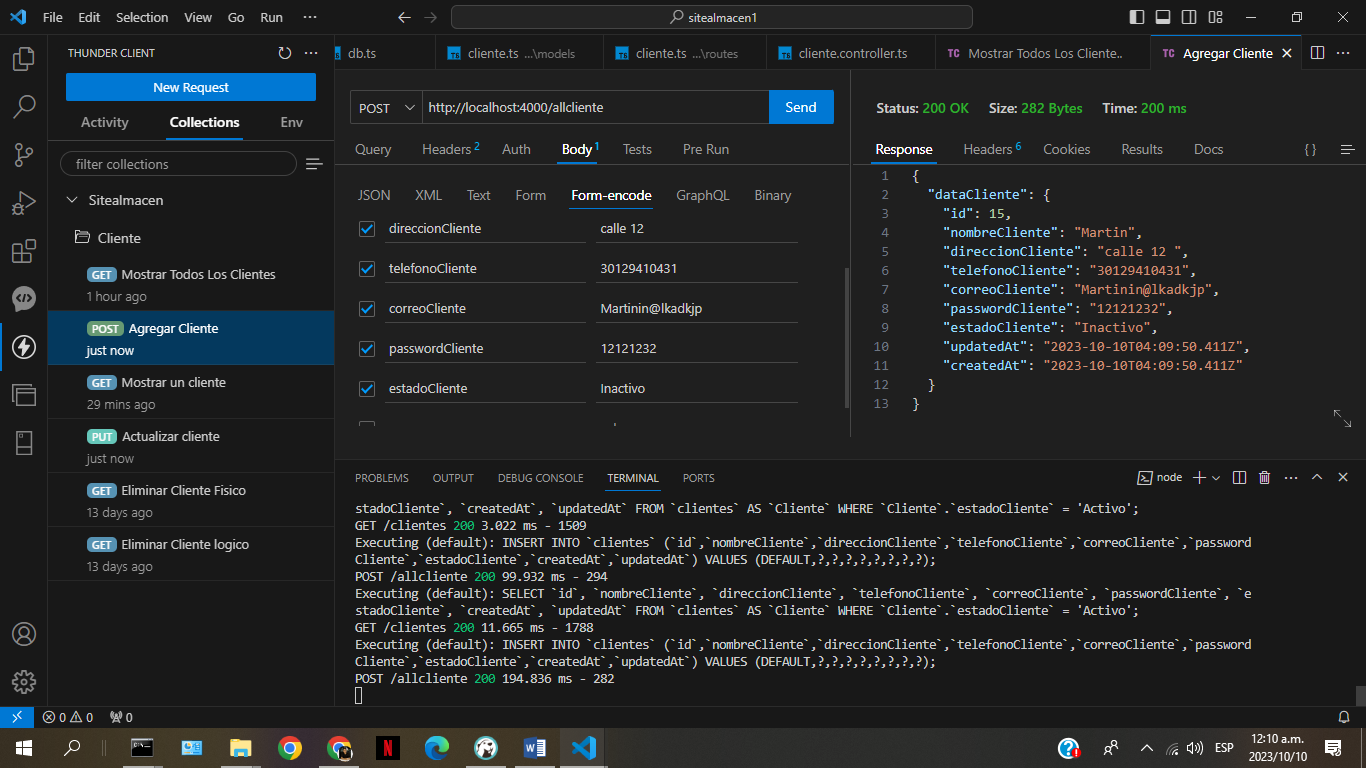 File Edit Selection View Go Run ··· sitealmacen1
THUNDER CLIENT
New Request
Activity Collections Env
filter collections
Sitealmacen
Cliente
GET Mostrar Todos Los Clientes
1 hour ago
POST Agregar Cliente
just now
GET Mostrar un cliente
29 mins ago
PUT Actualizar cliente
just now
GET Eliminar Cliente Fisico
13 days ago
GET Eliminar Cliente logico
13 days ago
db.ts cliente.ts ...\models cliente.ts ...\routes cliente.controller.ts TC Mostrar Todos Los Cliente.. TC Agregar Cliente
POST http://localhost:4000/allcliente Send
Query Headers 2 Auth Body 1 Tests Pre Run
JSON XML Text Form Form-encode GraphQL Binary
direccionCliente calle 12
telefonoCliente 30129410431
correoCliente Martinin@lkadkjp
passwordCliente 12121232
estadoCliente Inactivo
Status: 200 OK Size: 282 Bytes Time: 200 ms
Response Headers 6 Cookies Results Docs { }
1 {
2 "dataCliente": {
3 "id": 15,
4 "nombreCliente": "Martin",
5 "direccionCliente": "calle 12 ",
6 "telefonoCliente": "30129410431",
7 "correoCliente": "Martinin@lkadkjp",
8 "passwordCliente": "12121232",
9 "estadoCliente": "Inactivo",
10 "updatedAt": "2023-10-10T04:09:50.411Z",
11 "createdAt": "2023-10-10T04:09:50.411Z"
12 }
13 }
PROBLEMS OUTPUT DEBUG CONSOLE TERMINAL PORTS node
stadoCliente`, `createdAt`, `updatedAt` FROM `clientes` AS `Cliente` WHERE `Cliente`.`estadoCliente` = 'Activo';
GET /clientes 200 3.022 ms - 1509
Executing (default): INSERT INTO `clientes` (`id`,`nombreCliente`,`direccionCliente`,`telefonoCliente`,`correoCliente`,`password
Cliente`,`estadoCliente`,`createdAt`,`updatedAt`) VALUES (DEFAULT,?,?,?,?,?,?,?,?);
POST /allcliente 200 99.932 ms - 294
Executing (default): SELECT `id`, `nombreCliente`, `direccionCliente`, `telefonoCliente`, `correoCliente`, `passwordCliente`, `e
stadoCliente`, `createdAt`, `updatedAt` FROM `clientes` AS `Cliente` WHERE `Cliente`.`estadoCliente` = 'Activo';
GET /clientes 200 11.665 ms - 1788
Executing (default): INSERT INTO `clientes` (`id`,`nombreCliente`,`direccionCliente`,`telefonoCliente`,`correoCliente`,`password
Cliente`,`estadoCliente`,`createdAt`,`updatedAt`) VALUES (DEFAULT,?,?,?,?,?,?,?,?);
POST /allcliente 200 194.836 ms - 282
0 0 0
ESP 12:10 a.m.
2023/10/10